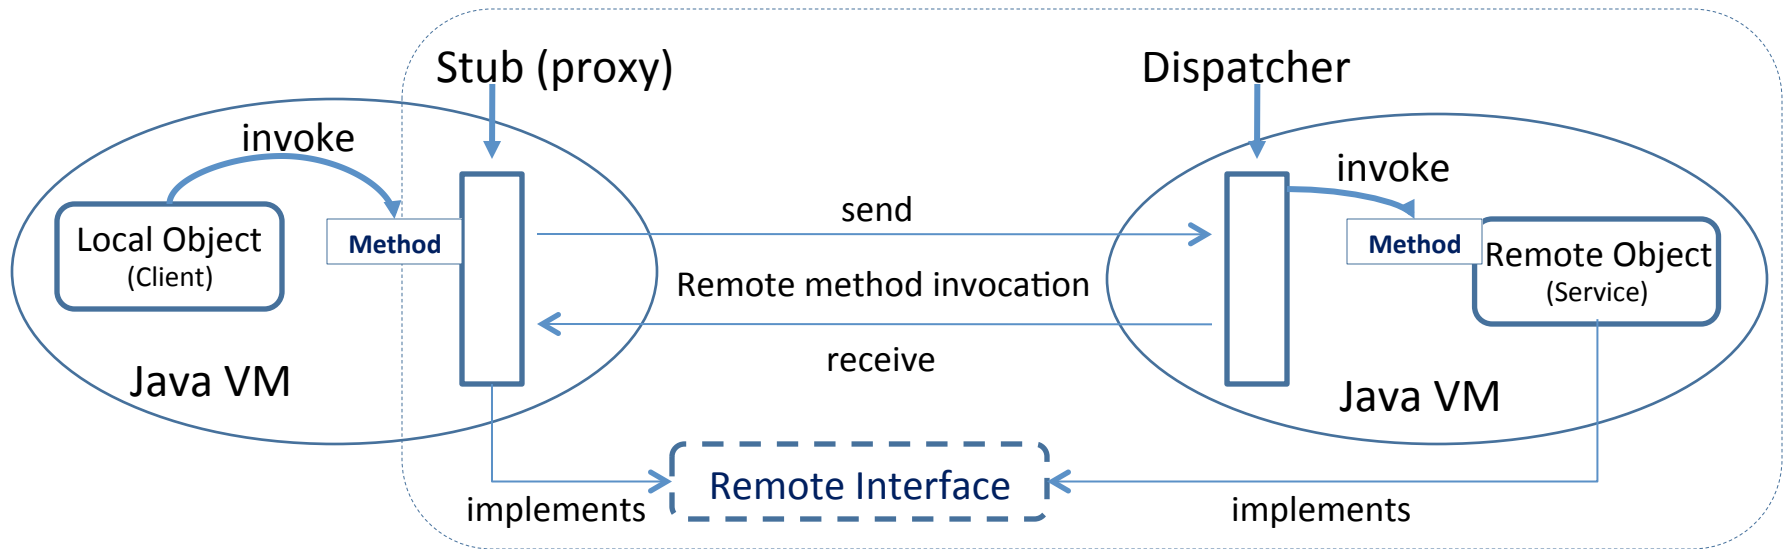 Stub (proxy)
Dispatcher
invoke
invoke
Local Object
(Client)
Method
send
Method
Remote Object
(Service)
Remote method invocation
receive
Java VM
Java VM
Remote Interface
implements
implements